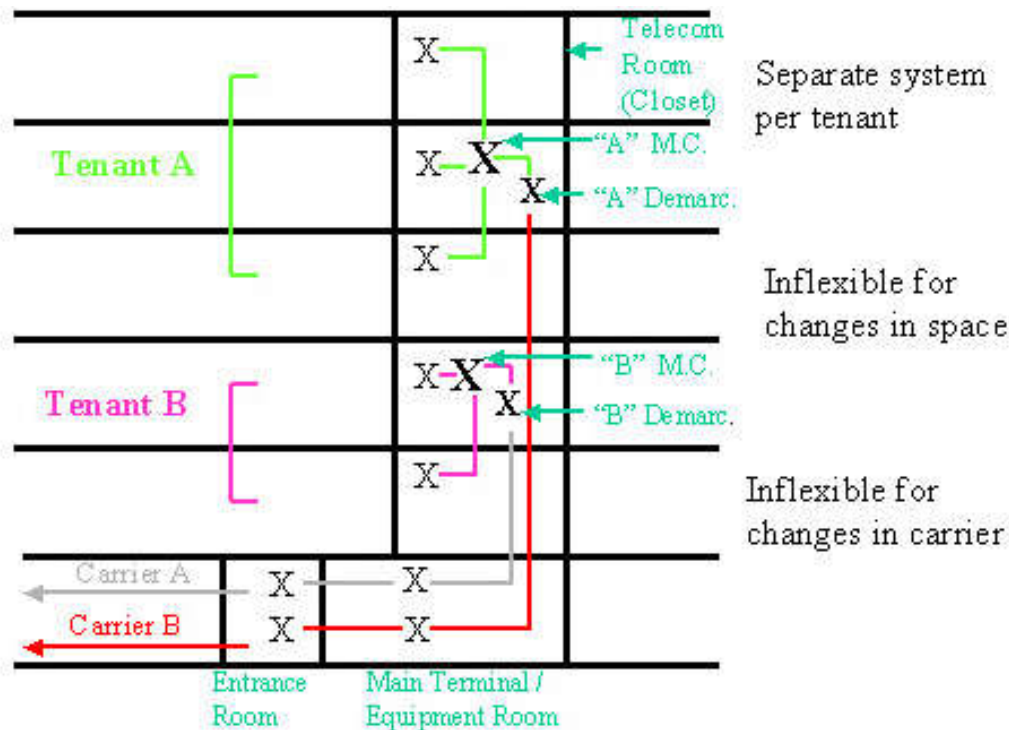 X
Telecom
Room
(Closet)
Separate system
per tenant
Tenant A
X
X
"A" M.C.
X
"A" Demarc.
X
Inflexible for
changes in space
Tenant B
X
X
"B" M.C.
X
"B" Demarc.
X
Inflexible for
changes in carrier
Carrier A
X
X
Carrier B
X
X
Entrance
Room
Main Terminal /
Equipment Room